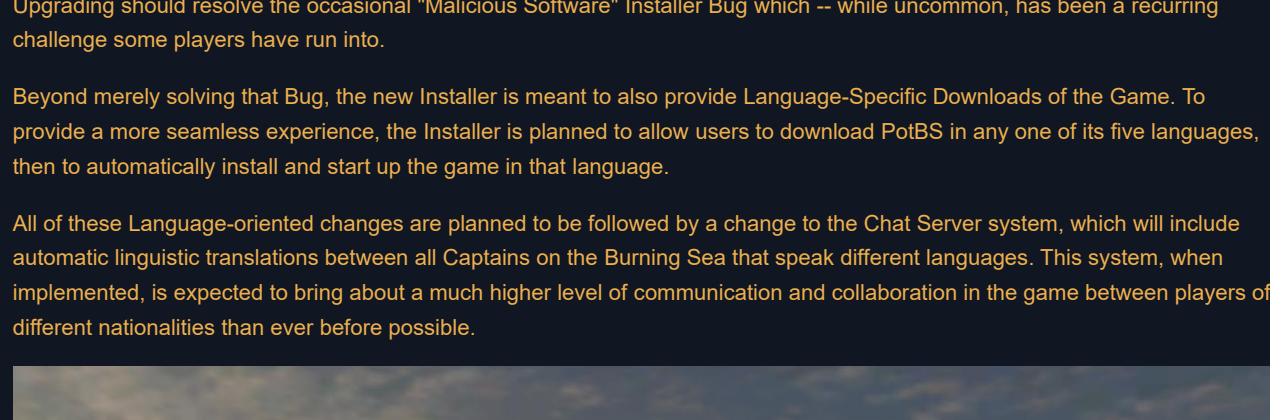 Upgrading should resolve the occasional "Malicious Software" Installer Bug which -- while uncommon, has been a recurring
challenge some players have run into.
Beyond merely solving that Bug, the new Installer is meant to also provide Language-Specific Downloads of the Game. To
provide a more seamless experience, the Installer is planned to allow users to download PotBS in any one of its five languages,
then to automatically install and start up the game in that language.
All of these Language-oriented changes are planned to be followed by a change to the Chat Server system, which will include
automatic linguistic translations between all Captains on the Burning Sea that speak different languages. This system, when
implemented, is expected to bring about a much higher level of communication and collaboration in the game between players of
different nationalities than ever before possible.